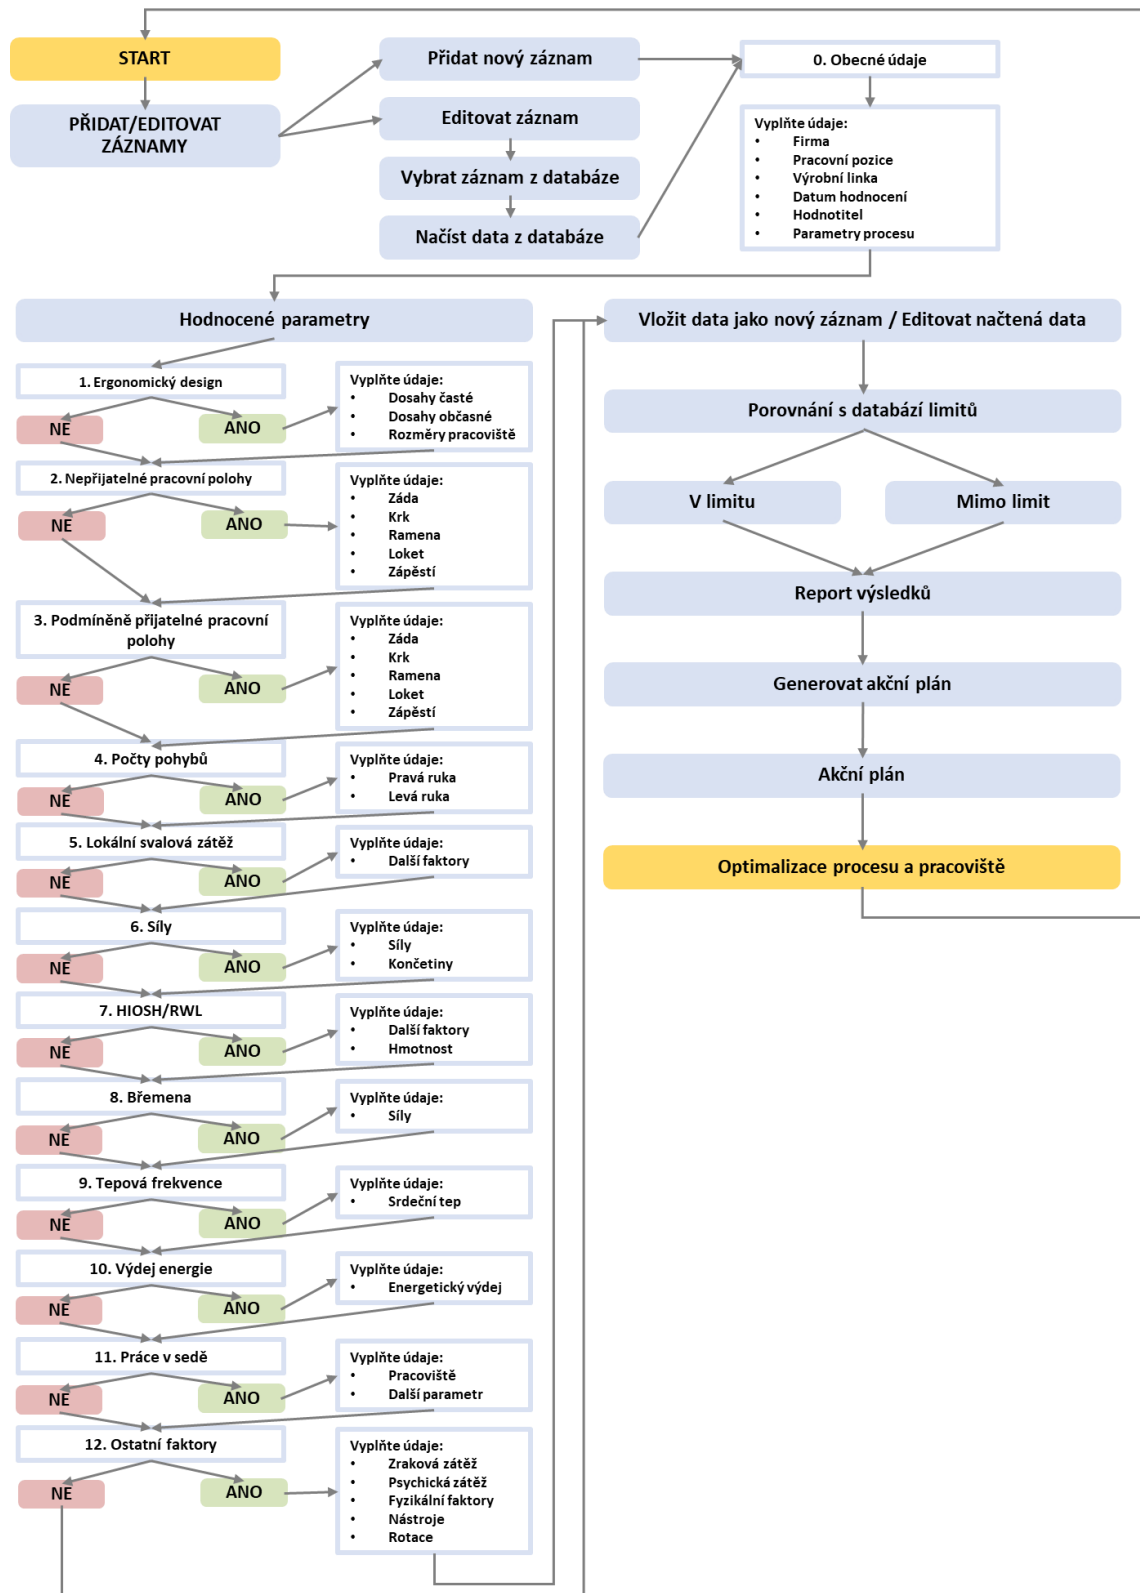 START
PŘIDAT/EDITOVAT
ZÁZNAMY
Přidat nový záznam
Editovat záznam
Vybrat záznam z databáze
Načíst data z databáze
0. Obecné údaje
Vyplňte údaje:
• Firma
• Pracovní pozice
• Výrobní linka
• Datum hodnocení
• Hodnotitel
• Parametry procesu
Hodnocené parametry
1. Ergonomický design
NE
ANO
Vyplňte údaje:
• Dosahy časté
• Dosahy občasné
• Rozměry pracoviště
2. Nepřijatelné pracovní polohy
NE
ANO
Vyplňte údaje:
• Záda
• Krk
• Ramena
• Loket
• Zápěstí
3. Podmíněně přijatelné pracovní
polohy
NE
ANO
Vyplňte údaje:
• Záda
• Krk
• Ramena
• Loket
• Zápěstí
4. Počty pohybů
NE
ANO
Vyplňte údaje:
• Pravá ruka
• Levá ruka
5. Lokální svalová zátěž
NE
ANO
Vyplňte údaje:
• Další faktory
6. Síly
NE
ANO
Vyplňte údaje:
• Síly
• Končetiny
7. HIOSH/RWL
NE
ANO
Vyplňte údaje:
• Další faktory
• Hmotnost
8. Břemena
NE
ANO
Vyplňte údaje:
• Síly
9. Tepová frekvence
NE
ANO
Vyplňte údaje:
• Srdeční tep
10. Výdej energie
NE
ANO
Vyplňte údaje:
• Energetický výdej
11. Práce v sedě
NE
ANO
Vyplňte údaje:
• Pracoviště
• Další parametr
12. Ostatní faktory
NE
ANO
Vyplňte údaje:
• Zraková zátěž
• Psychická zátěž
• Fyzikální faktory
• Nástroje
• Rotace
Vložit data jako nový záznam / Editovat načtená data
Porovnání s databází limitů
V limitu
Mimo limit
Report výsledků
Generovat akční plán
Akční plán
Optimalizace procesu a pracoviště